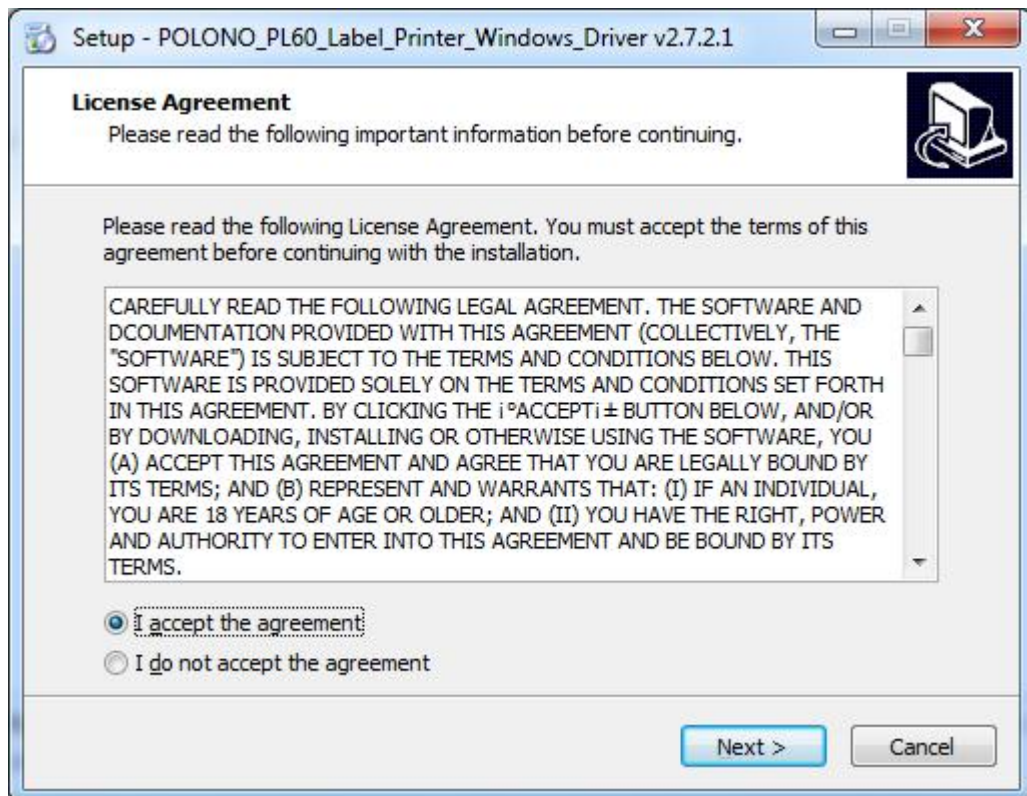 Setup - POLONO_PL60_Label_Printer_Windows_Driver v2.7.2.1
License Agreement
Please read the following important information before continuing.
Please read the following License Agreement. You must accept the terms of this
agreement before continuing with the installation.
CAREFULLY READ THE FOLLOWING LEGAL AGREEMENT. THE SOFTWARE AND
DCOUMENTATION PROVIDED WITH THIS AGREEMENT (COLLECTIVELY, THE
"SOFTWARE") IS SUBJECT TO THE TERMS AND CONDITIONS BELOW. THIS
SOFTWARE IS PROVIDED SOLELY ON THE TERMS AND CONDITIONS SET FORTH
IN THIS AGREEMENT. BY CLICKING THE ¡°ACCEPT¡± BUTTON BELOW, AND/OR
BY DOWNLOADING, INSTALLING OR OTHERWISE USING THE SOFTWARE, YOU
(A) ACCEPT THIS AGREEMENT AND AGREE THAT YOU ARE LEGALLY BOUND BY
ITS TERMS; AND (B) REPRESENT AND WARRANTS THAT: (I) IF AN INDIVIDUAL,
YOU ARE 18 YEARS OF AGE OR OLDER; AND (II) YOU HAVE THE RIGHT, POWER
AND AUTHORITY TO ENTER INTO THIS AGREEMENT AND BE BOUND BY ITS
TERMS.
I accept the agreement
I do not accept the agreement
Next >
Cancel